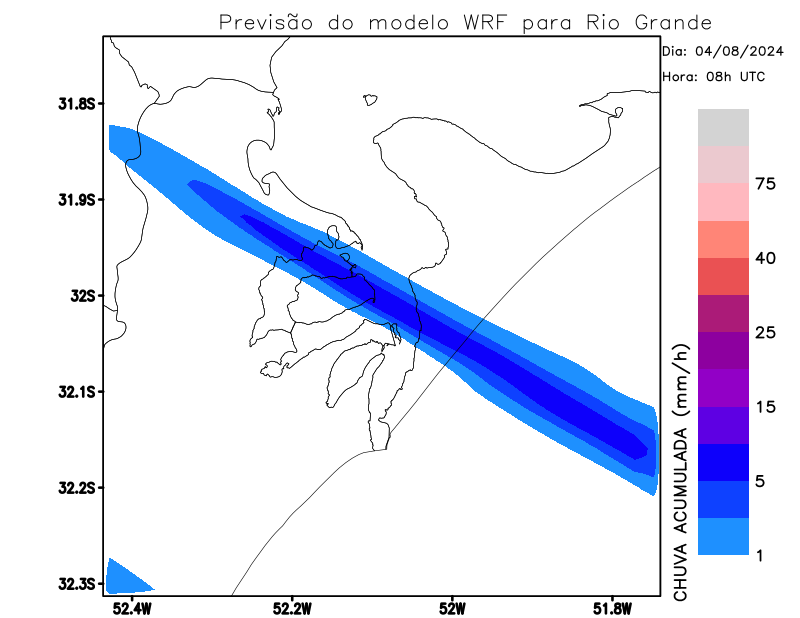 Previsão do modelo WRF para Rio Grande
Dia: 04/08/2024
Hora: 08h UTC
31.8S
31.9S
32S
32.1S
32.2S
32.3S
52.4W
52.2W
52W
51.8W
CHUVA ACUMULADA (mm/h)
75
40
25
15
5
1